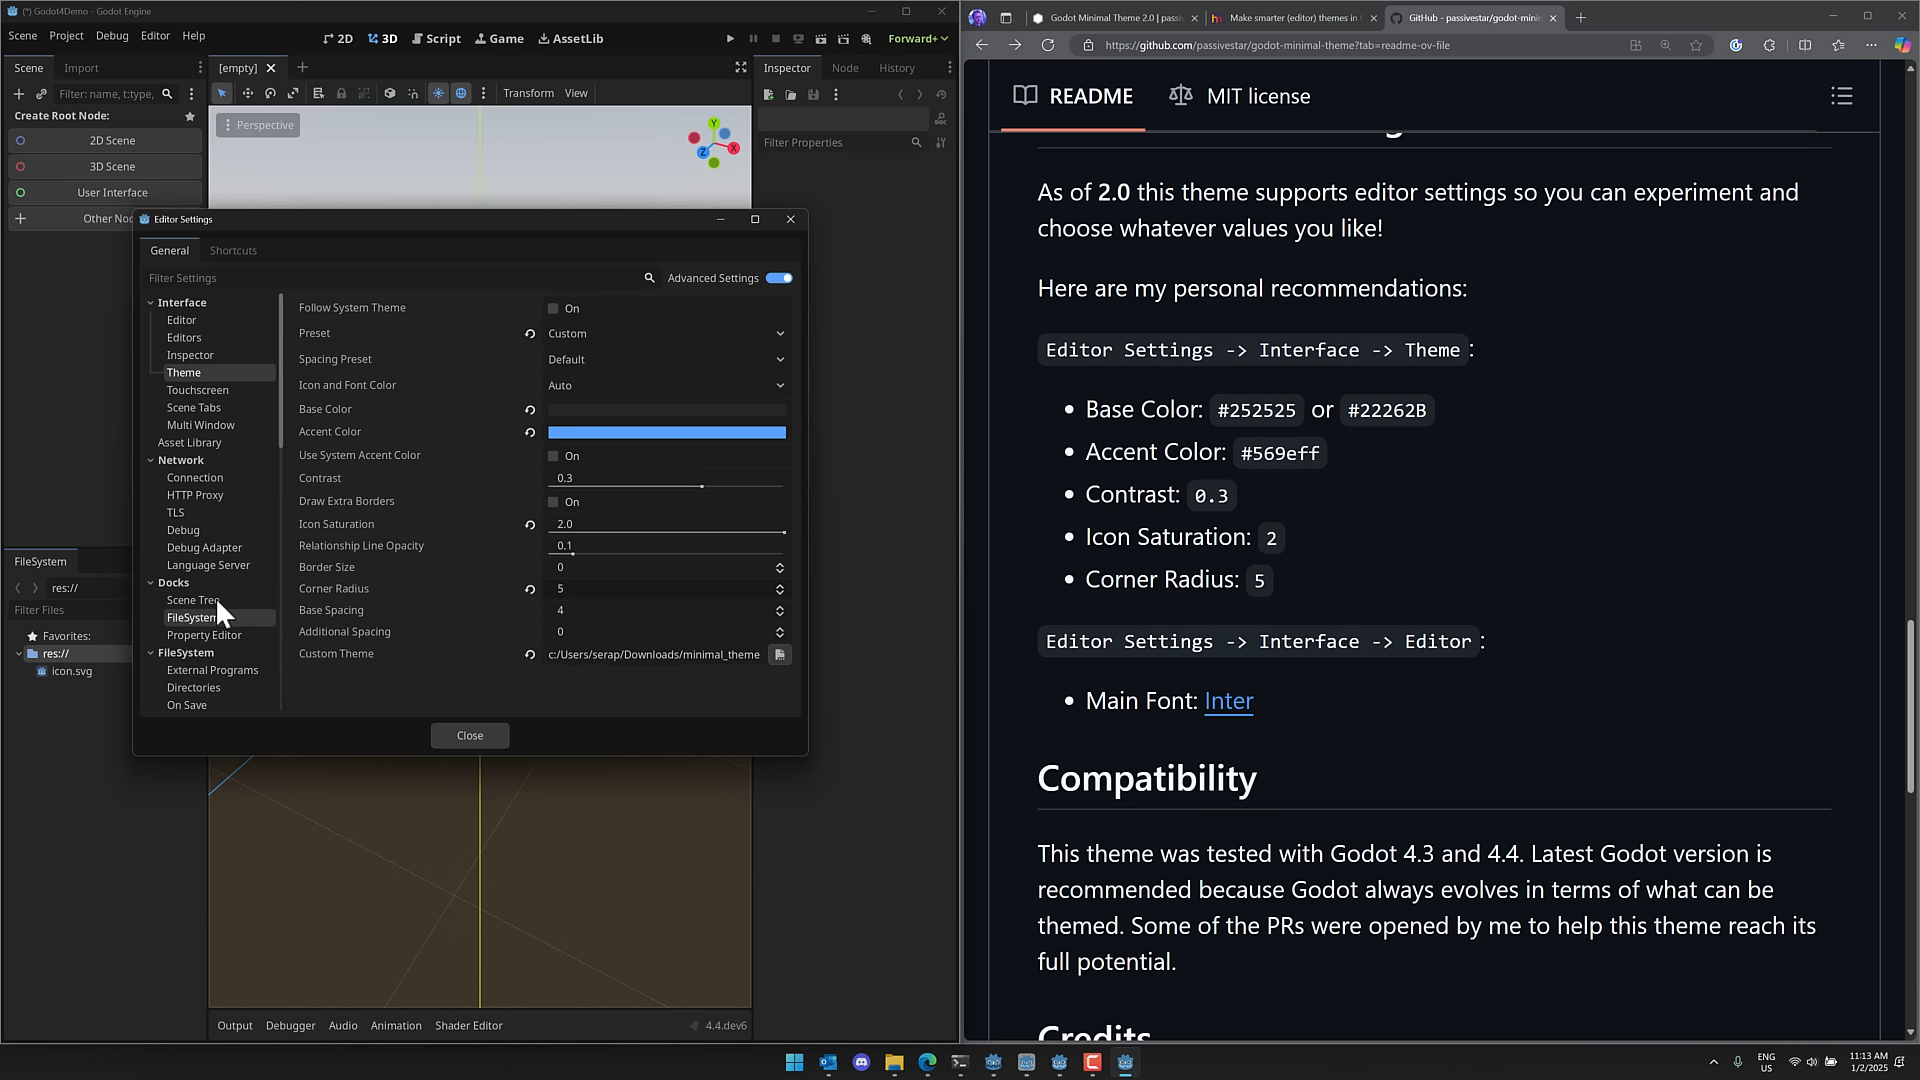 (*) Godot4Demo - Godot Engine
Scene Project Debug Editor Help
2D 3D Script Game AssetLib
Forward+
Scene Import
[empty]
Inspector Node History
Filter: name, t:type,
Transform View
Create Root Node:
2D Scene
3D Scene
User Interface
Perspective
Y
X
Z
Filter Properties
Editor Settings
General Shortcuts
Filter Settings
Advanced Settings
Interface
Editor
Editors
Inspector
Theme
Touchscreen
Scene Tabs
Multi Window
Asset Library
Network
Connection
HTTP Proxy
TLS
Debug
Debug Adapter
Language Server
Docks
Scene Tree
FileSystem
Property Editor
FileSystem
External Programs
Directories
On Save
Follow System Theme On
Preset Custom
Spacing Preset Default
Icon and Font Color Auto
Base Color
Accent Color
Use System Accent Color On
Contrast 0.3
Draw Extra Borders On
Icon Saturation 2.0
Relationship Line Opacity 0.1
Border Size 0
Corner Radius 5
Base Spacing 4
Additional Spacing 0
Custom Theme c:/Users/serap/Downloads/minimal_theme
Close
FileSystem
res://
Filter Files
Favorites:
res://
icon.svg
Output Debugger Audio Animation Shader Editor
4.4.dev6
Godot Minimal Theme 2.0 | passi
Make smarter (editor) themes in
GitHub - passivestar/godot-mini
https://github.com/passivestar/godot-minimal-theme?tab=readme-ov-file
README MIT license
As of 2.0 this theme supports editor settings so you can experiment and
choose whatever values you like!
Here are my personal recommendations:
Editor Settings -> Interface -> Theme:
• Base Color: #252525 or #22262B
• Accent Color: #569eff
• Contrast: 0.3
• Icon Saturation: 2
• Corner Radius: 5
Editor Settings -> Interface -> Editor:
• Main Font: Inter
Compatibility
This theme was tested with Godot 4.3 and 4.4. Latest Godot version is
recommended because Godot always evolves in terms of what can be
themed. Some of the PRs were opened by me to help this theme reach its
full potential.
Credits
ENG
US
11:13 AM
1/2/2025